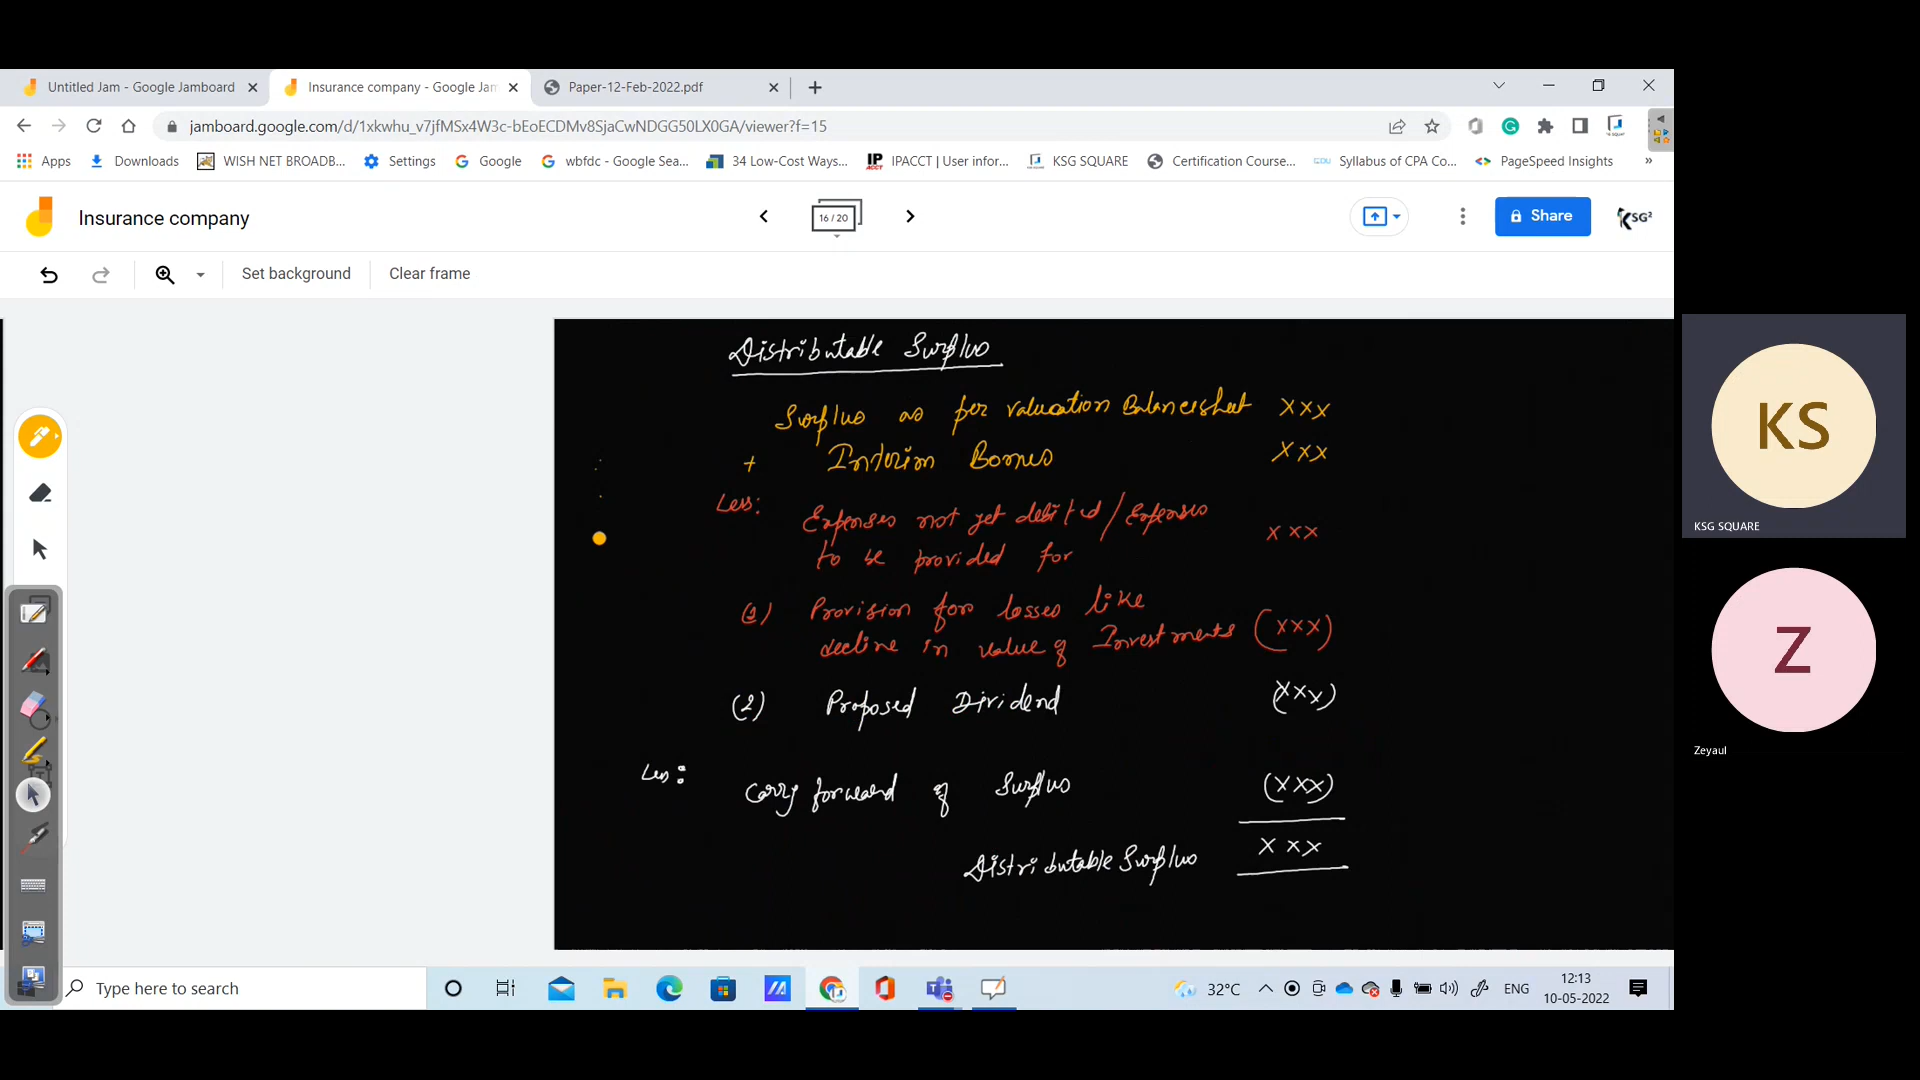 Untitled Jam - Google Jamboard
Insurance company - Google Jam
Paper-12-Feb-2022.pdf
jamboard.google.com/d/1xkwhu_v7jfMSx4W3c-bEoECDMv8SjaCwNDGG50LX0GA/viewer?f=15
Apps
Downloads
WISH NET BROADB...
Settings
Google
wbfdc - Google Sea...
34 Low-Cost Ways...
IP
ACCT
IPACCT | User infor...
KSG SQUARE
Certification Course...
Syllabus of CPA Co...
PageSpeed Insights
»
Insurance company
16 / 20
Share
KSG²
Set background
Clear frame
Distributable Surplus
Surplus as per valuation Balancesheet XXX
+ Interim Bonus XXX
Less: Expenses not yet debited/Expenses
to be provided for XXX
(1) Provision for losses like
decline in value of Investments (XXX)
(2) Proposed Dividend (XXX)
Less: Carry forward of Surplus (XXX)
Distributable Surplus XXX
KS
KSG SQUARE
Z
Zeyaul
Type here to search
32°C
ENG
12:13
10-05-2022